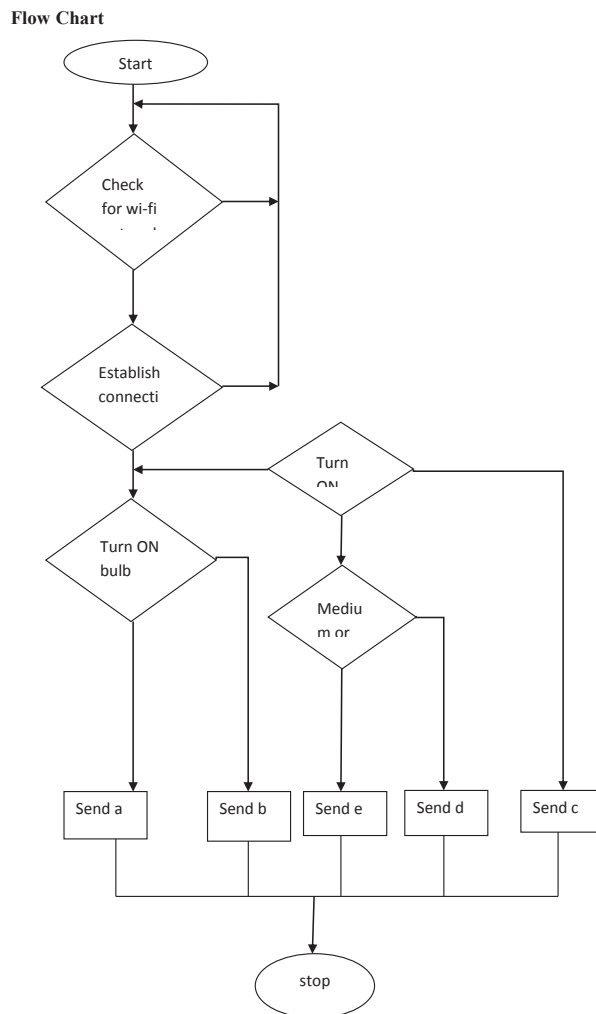 Flow Chart
Start
Check
for wi-fi
Establish
connecti
Turn
ON
Turn ON
bulb
Mediu
m or
Send a
Send b
Send e
Send d
Send c
stop